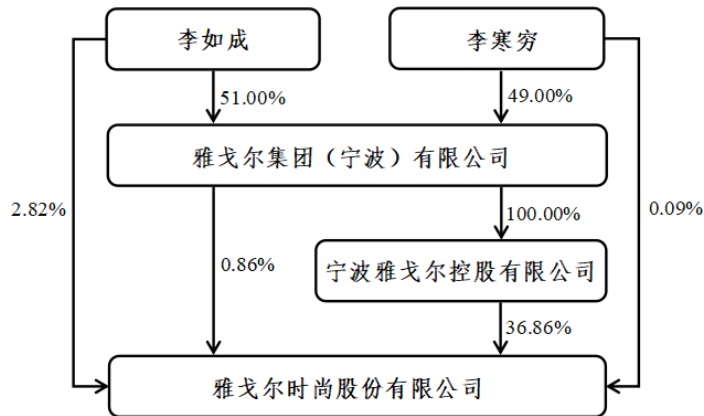 李如成
李寒穷
51.00%
49.00%
雅戈尔集团（宁波）有限公司
2.82%
100.00%
0.09%
0.86%
宁波雅戈尔控股有限公司
36.86%
雅戈尔时尚股份有限公司